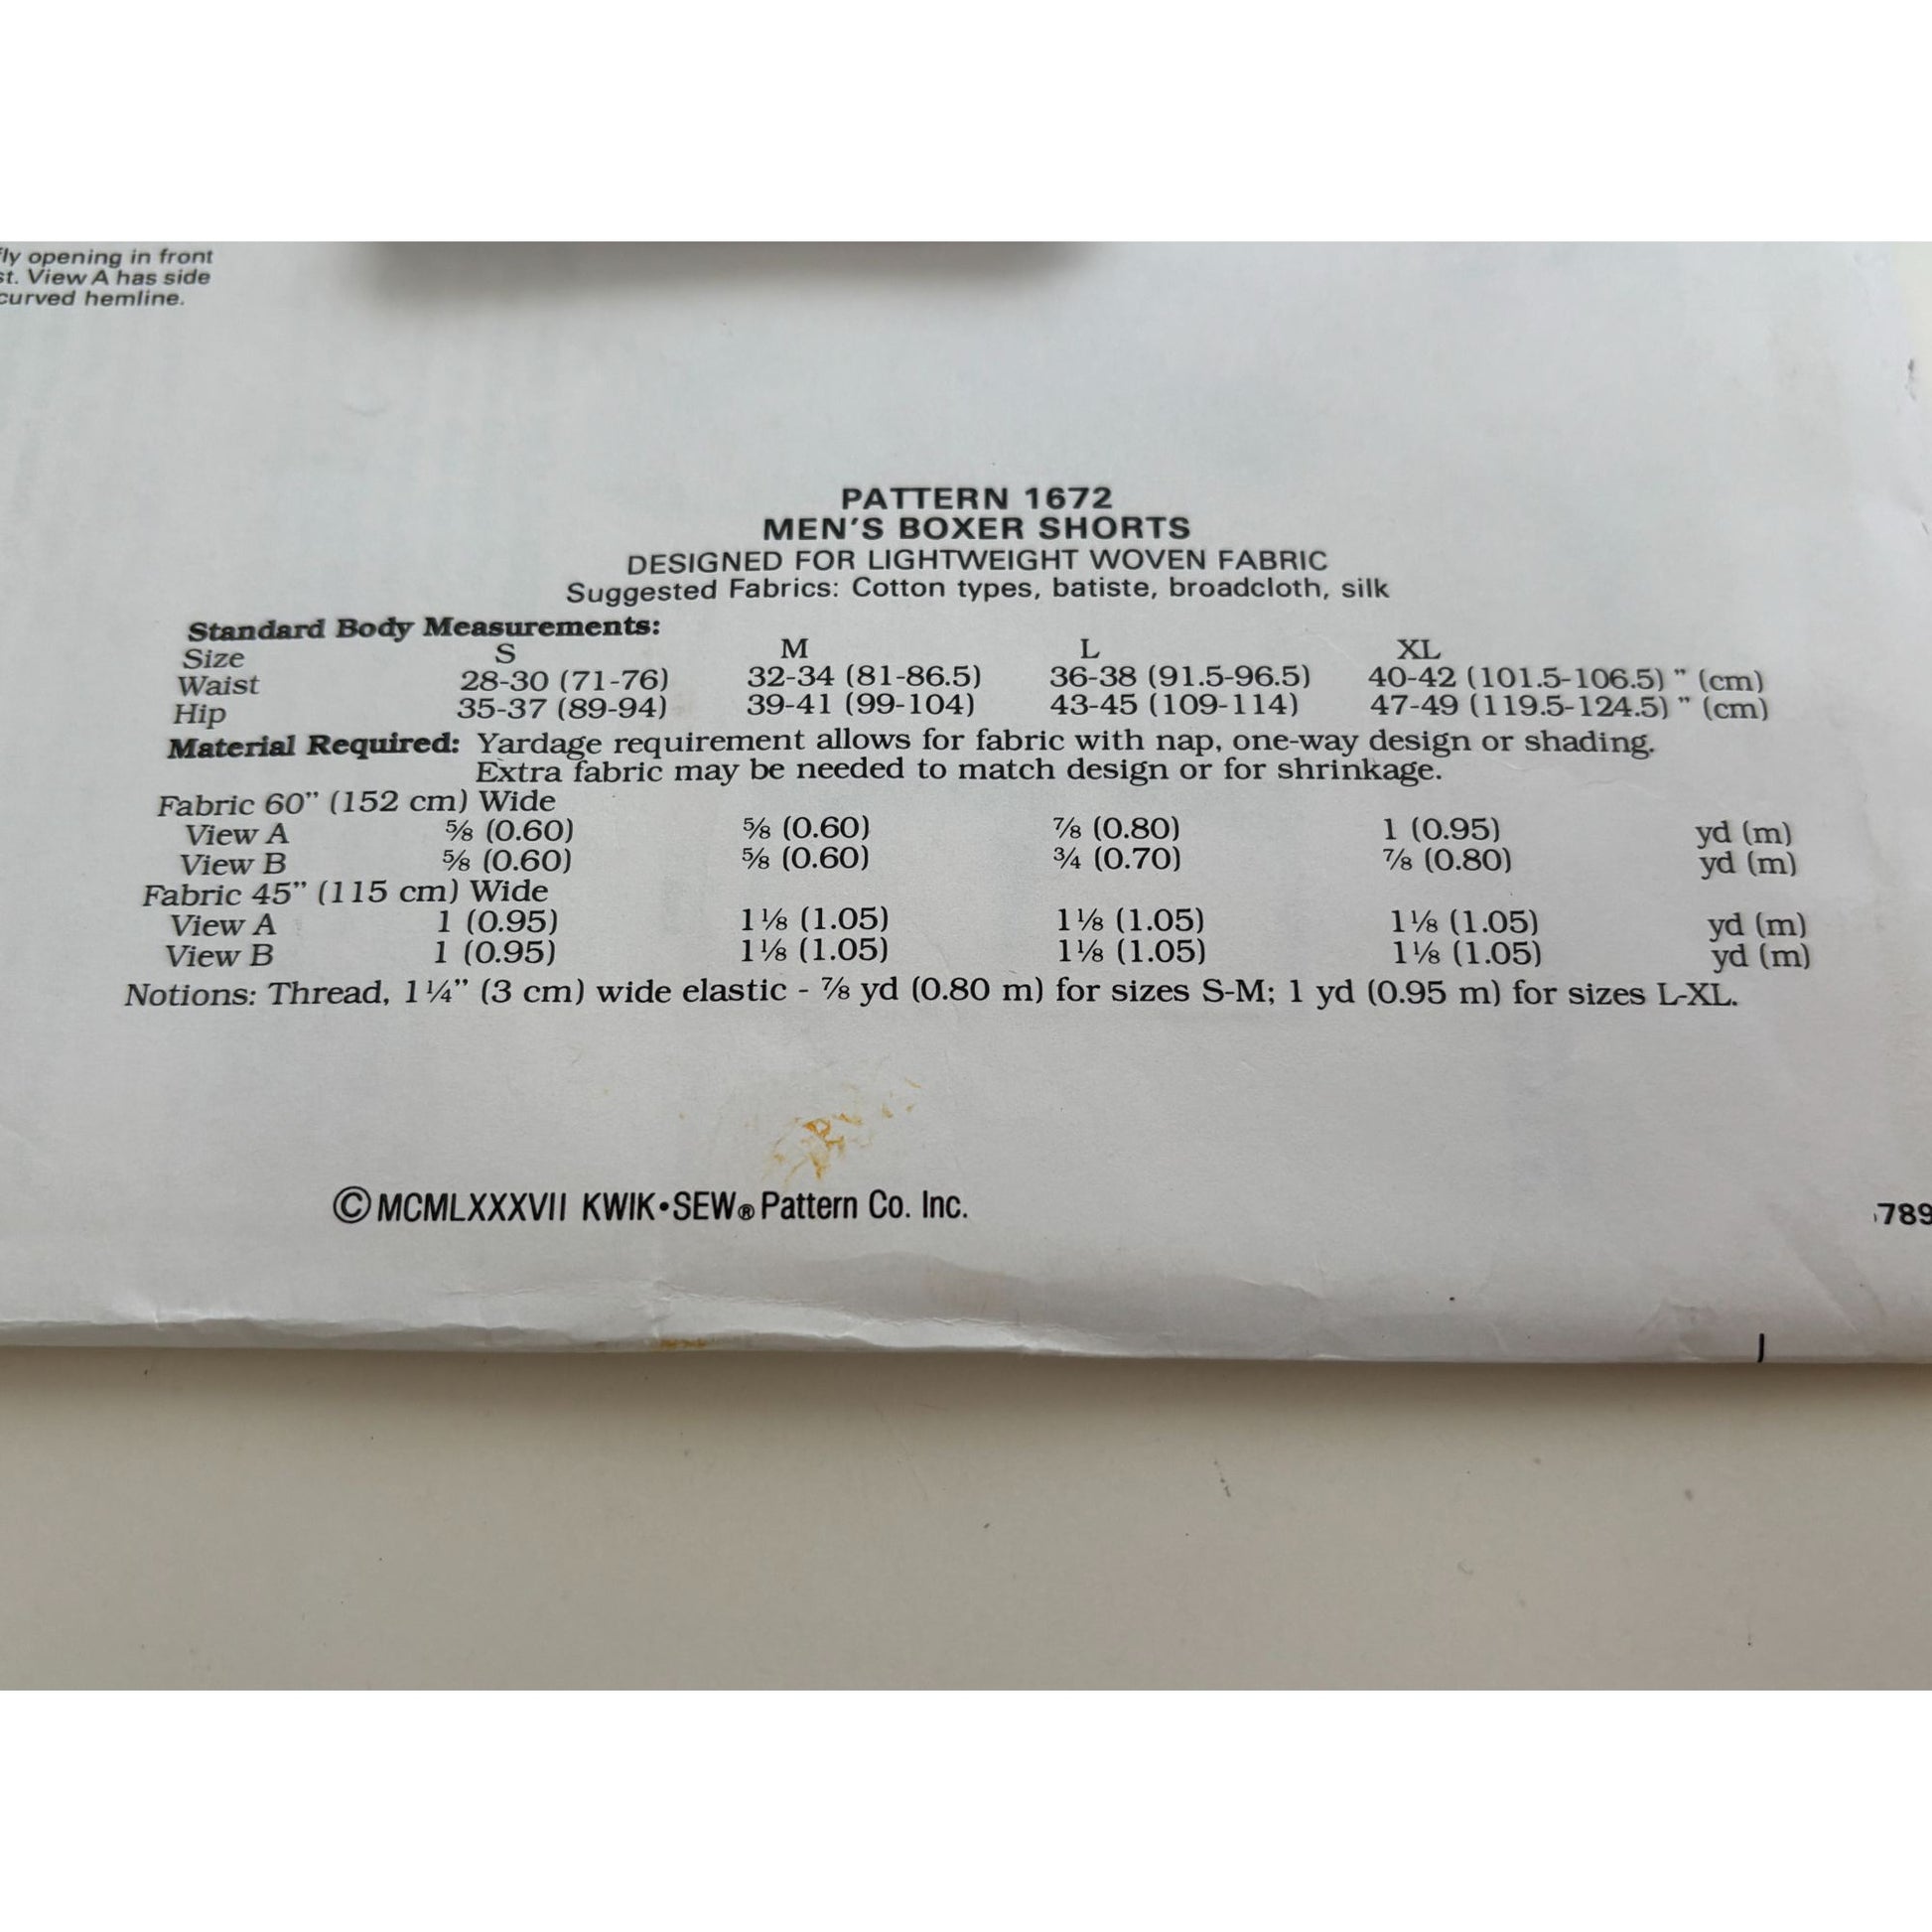 fly opening in front
st. View A has side
curved hemline.
PATTERN 1672
MEN'S BOXER SHORTS
DESIGNED FOR LIGHTWEIGHT WOVEN FABRIC
Suggested Fabrics: Cotton types, batiste, broadcloth, silk
Standard Body Measurements:
Size S M L XL
Waist 28-30 (71-76) 32-34 (81-86.5) 36-38 (91.5-96.5) 40-42 (101.5-106.5) " (cm)
Hip 35-37 (89-94) 39-41 (99-104) 43-45 (109-114) 47-49 (119.5-124.5) " (cm)
Material Required: Yardage requirement allows for fabric with nap, one-way design or shading.
Extra fabric may be needed to match design or for shrinkage.
Fabric 60" (152 cm) Wide
View A ⅝ (0.60) ⅝ (0.60) ⅞ (0.80) 1 (0.95) yd (m)
View B ⅝ (0.60) ⅝ (0.60) ¾ (0.70) ⅞ (0.80) yd (m)
Fabric 45" (115 cm) Wide
View A 1 (0.95) 1⅛ (1.05) 1⅛ (1.05) 1⅛ (1.05) yd (m)
View B 1 (0.95) 1⅛ (1.05) 1⅛ (1.05) 1⅛ (1.05) yd (m)
Notions: Thread, 1¼" (3 cm) wide elastic - ⅞ yd (0.80 m) for sizes S-M; 1 yd (0.95 m) for sizes L-XL.
©MCMLXXXVII KWIK•SEW® Pattern Co. Inc.
789